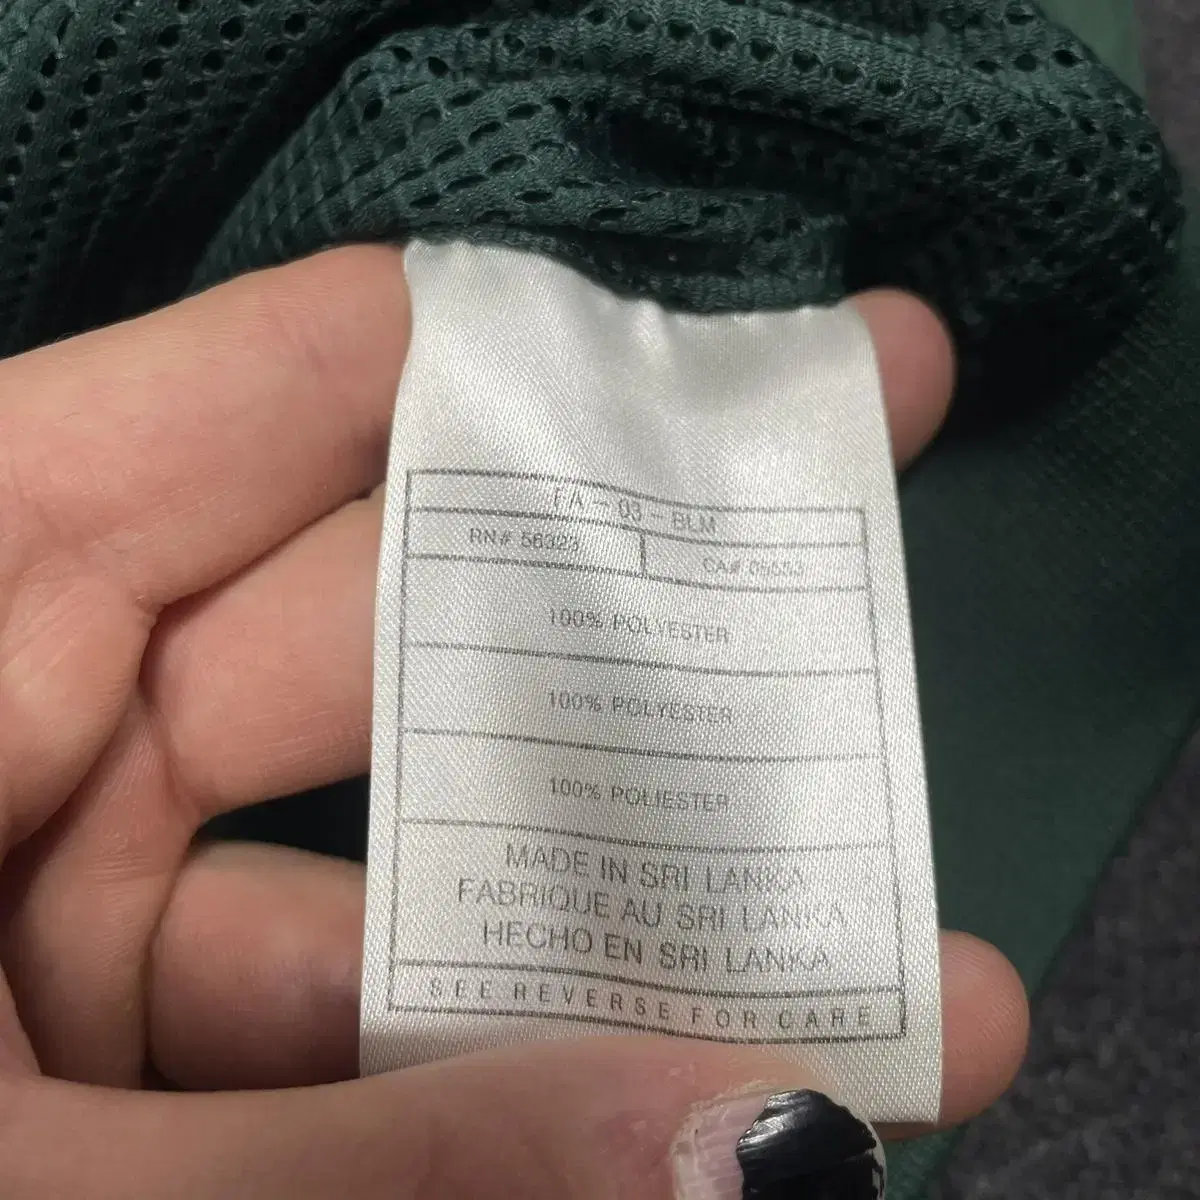 FA - 03 - BLM
RN# 56323
CA# 05553
100% POLYESTER
100% POLYESTER
100% POLIESTER
MADE IN SRI LANKA
FABRIQUE AU SRI LANKA
HECHO EN SRI LANKA
SEE REVERSE FOR CARE